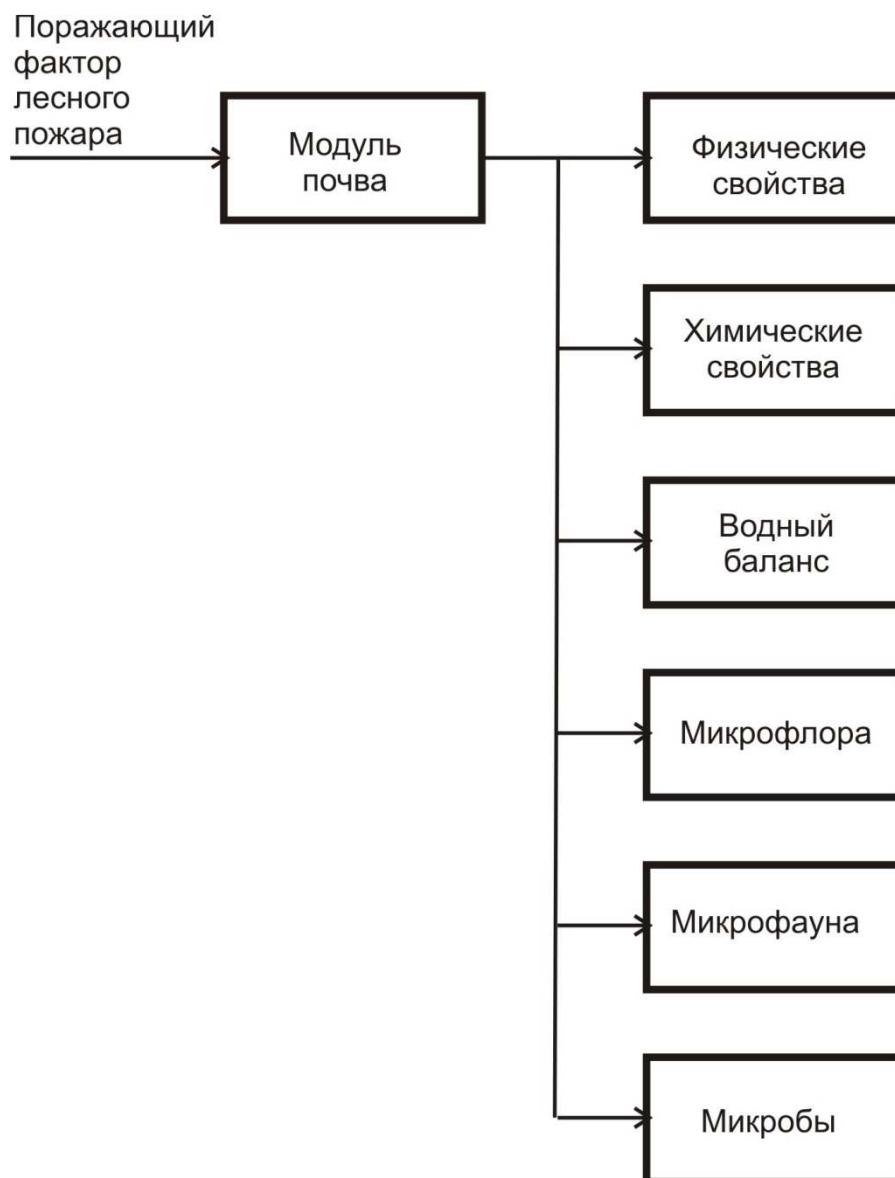 Поражающий
фактор
лесного
пожара
Модуль
почва
Физические
свойства
Химические
свойства
Водный
баланс
Микрофлора
Микрофауна
Микробы